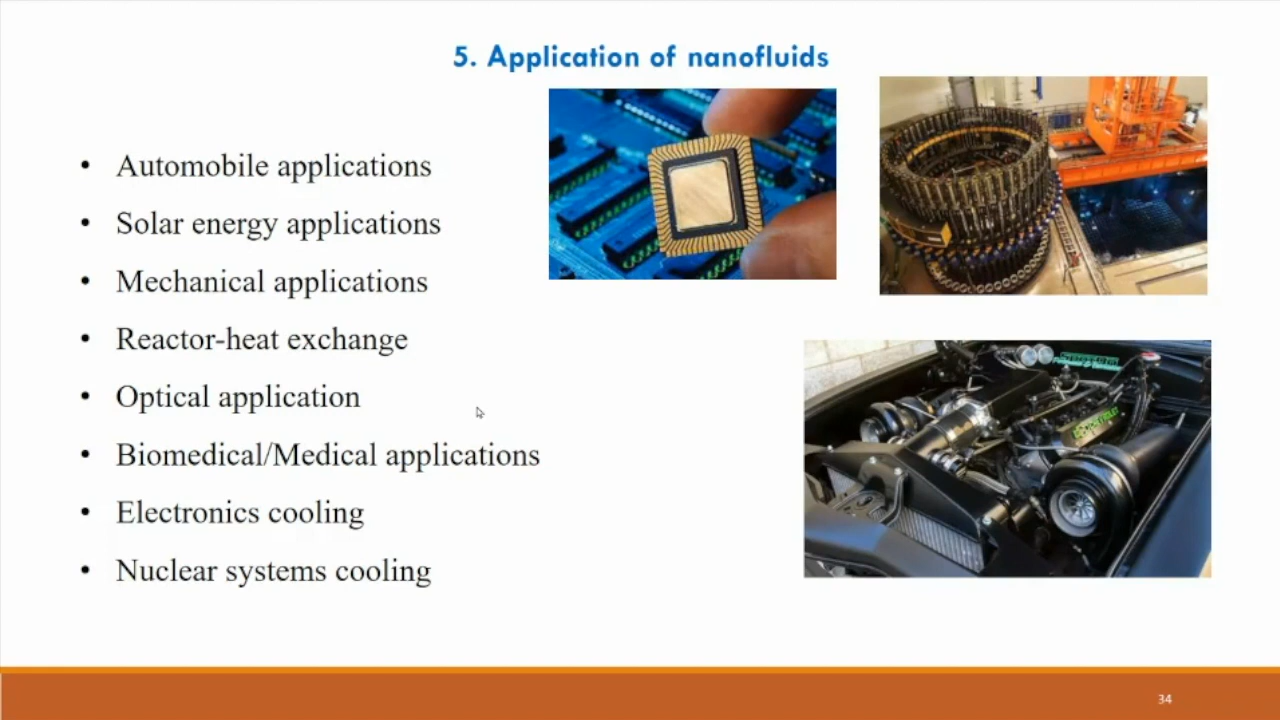 5. Application of nanofluids
• Automobile applications
• Solar energy applications
• Mechanical applications
• Reactor-heat exchange
• Optical application
• Biomedical/Medical applications
• Electronics cooling
• Nuclear systems cooling
34